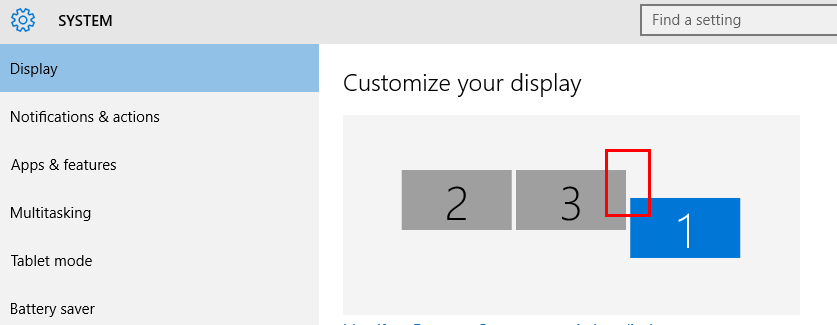 SYSTEM
Find a setting
Display
Notifications & actions
Apps & features
Multitasking
Tablet mode
Battery saver
Customize your display
2 3 1